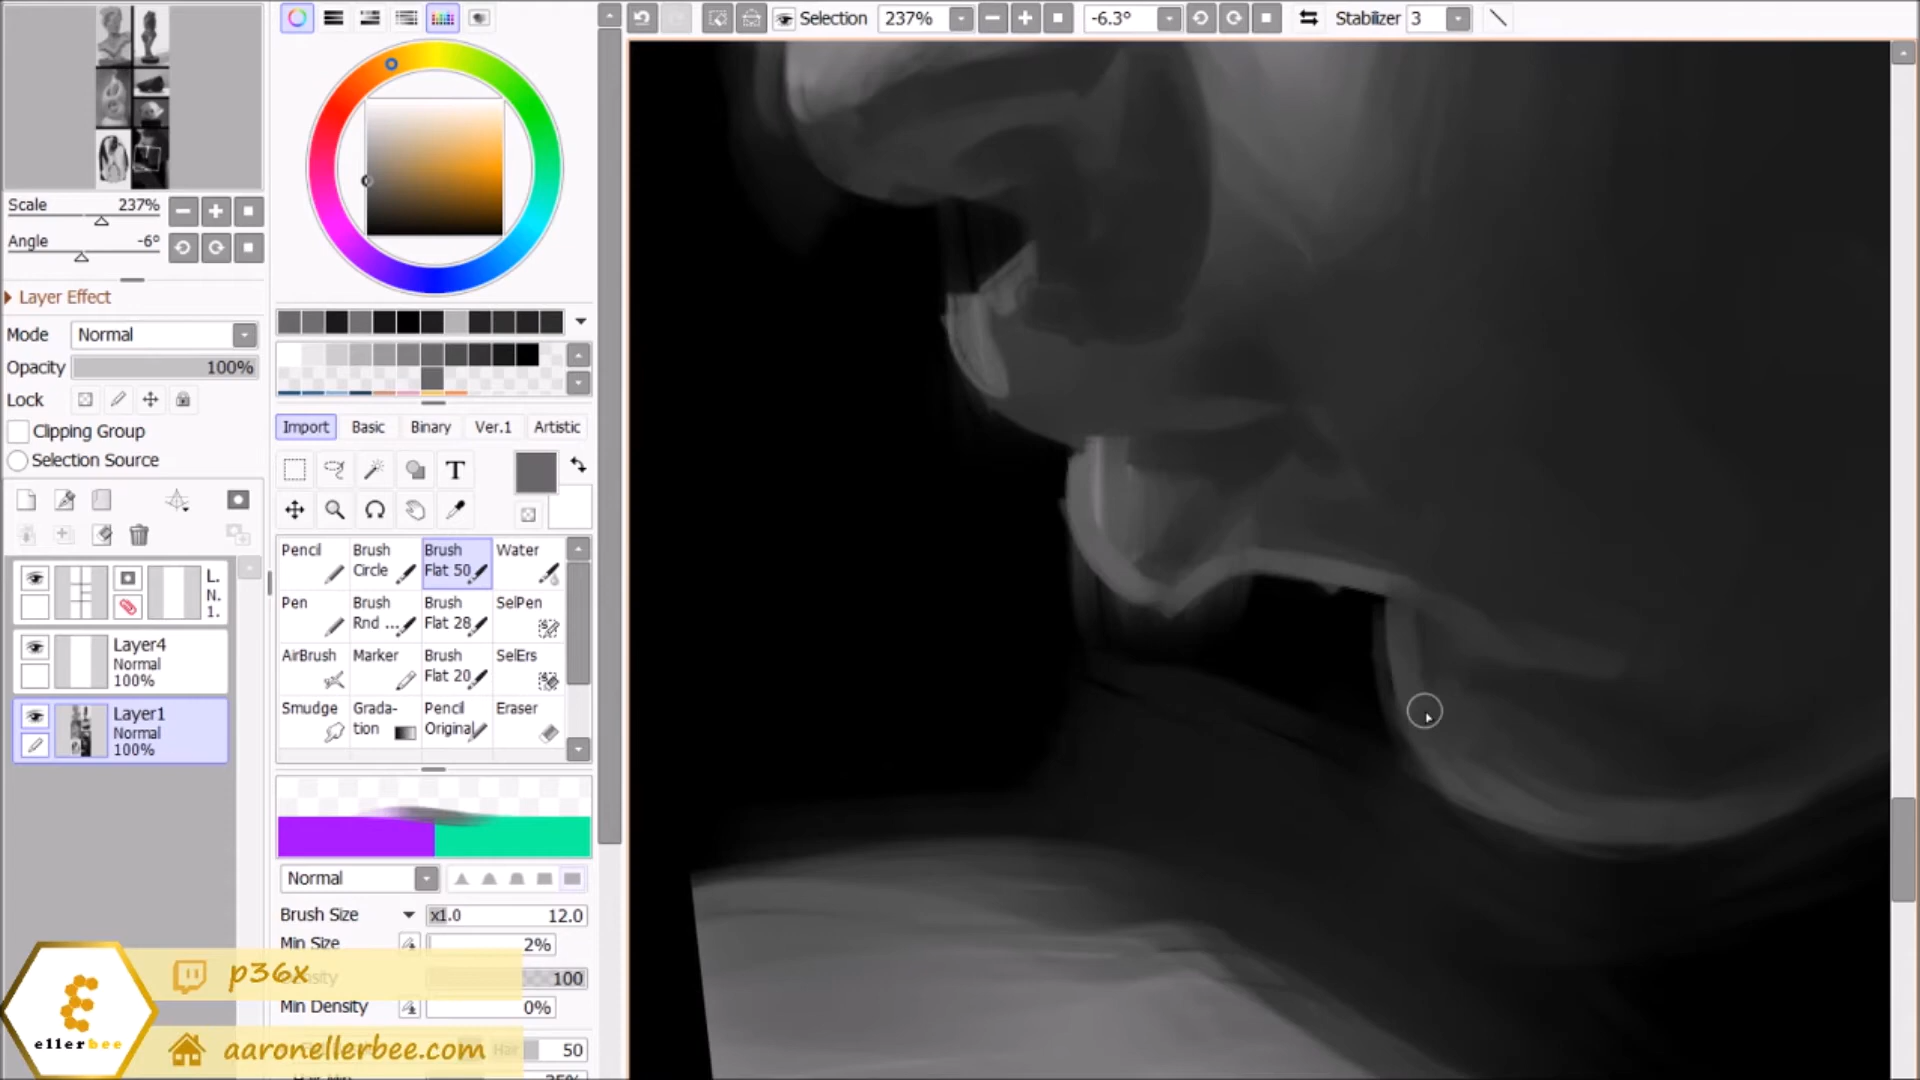 Selection 237% -6.3° Stabilizer 3
Scale 237%
Angle -6°
Layer Effect
Mode Normal
Opacity 100%
Lock
Clipping Group
Selection Source
L.
N.
1.
Layer4
Normal
100%
Layer1
Normal
100%
Import Basic Binary Ver.1 Artistic
T
Pencil Brush Circle Brush Flat 50 Water
Pen Brush Rnd ... Brush Flat 28 SelPen
AirBrush Marker Brush Flat 20 SelErs
Smudge Grada-tion Pencil Original Eraser
Normal
Brush Size x1.0 12.0
Min Size 2%
Density 100
Min Density 0%
50
p36x
ellerbee
aaronellerbee.com